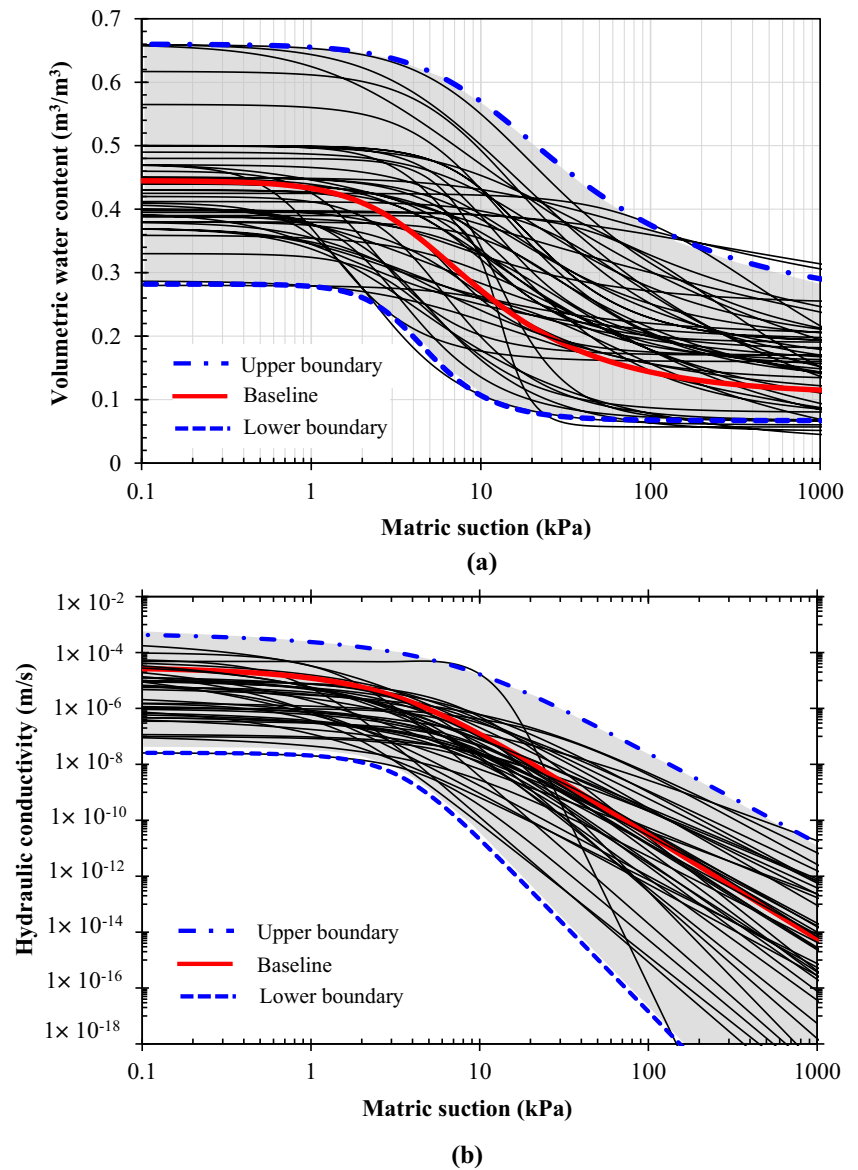 0.7
0.6
0.5
0.4
0.3
0.2
0.1
0
Volumetric water content (m³/m³)
Upper boundary
Baseline
Lower boundary
0.1 1 10 100 1000
Matric suction (kPa)
(a)
1× 10⁻²
1× 10⁻⁴
1× 10⁻⁶
1× 10⁻⁸
1× 10⁻¹⁰
1× 10⁻¹²
1× 10⁻¹⁴
1× 10⁻¹⁶
1× 10⁻¹⁸
Hydraulic conductivity (m/s)
Upper boundary
Baseline
Lower boundary
0.1 1 10 100 1000
Matric suction (kPa)
(b)